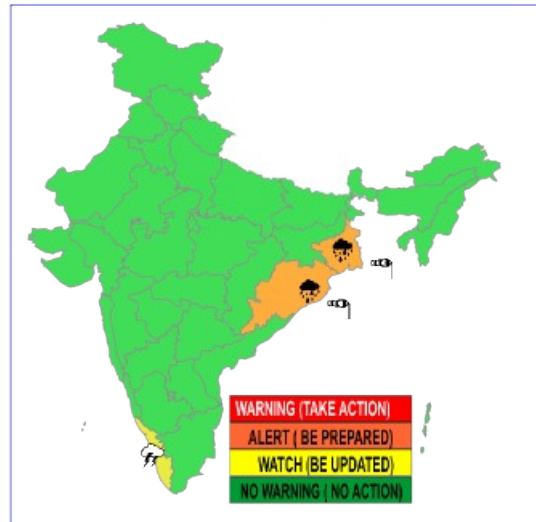 WARNING (TAKE ACTION)
ALERT ( BE PREPARED)
WATCH (BE UPDATED)
NO WARNING ( NO ACTION)